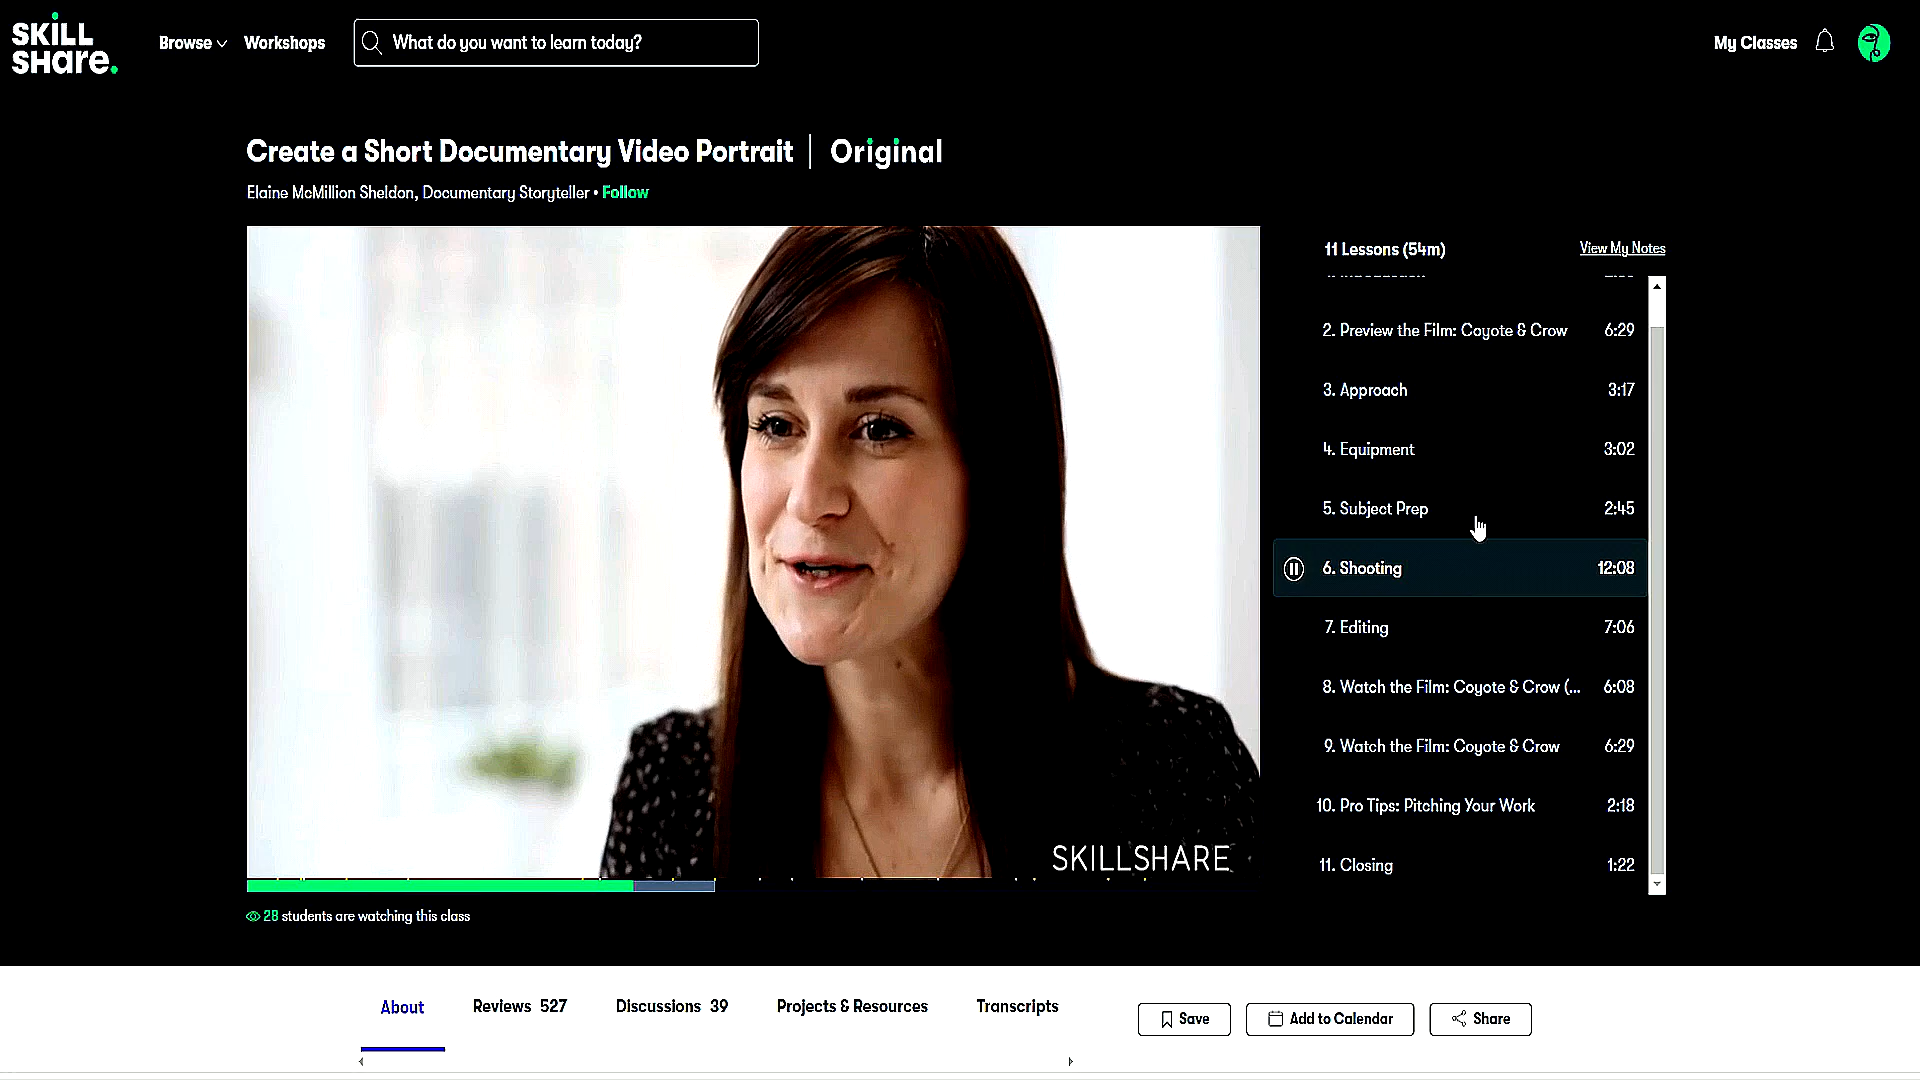 SKILL
SHare.
Browse
Workshops
What do you want to learn today?
My Classes
Create a Short Documentary Video Portrait | Original
Elaine McMillion Sheldon, Documentary Storyteller • Follow
11 Lessons (54m)
View My Notes
2. Preview the Film: Coyote & Crow 6:29
3. Approach 3:17
4. Equipment 3:02
5. Subject Prep 2:45
6. Shooting 12:08
7. Editing 7:06
8. Watch the Film: Coyote & Crow (... 6:08
9. Watch the Film: Coyote & Crow 6:29
10. Pro Tips: Pitching Your Work 2:18
11. Closing 1:22
SKILLSHARE
28 students are watching this class
About
Reviews 527
Discussions 39
Projects & Resources
Transcripts
Save
Add to Calendar
Share